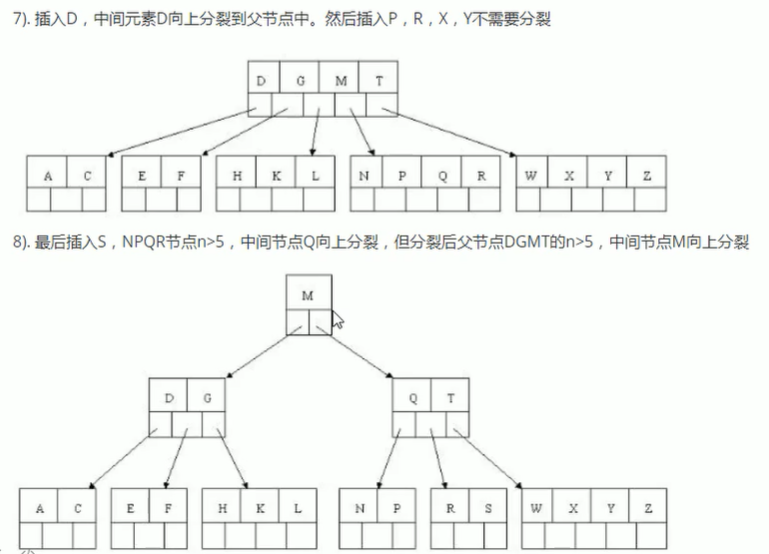 7). 插入D，中间元素D向上分裂到父节点中。然后插入P，R，X，Y不需要分裂
D G M T
A C E F H K L N P Q R W X Y Z
8). 最后插入S，NPQR节点n>5，中间节点Q向上分裂，但分裂后父节点DGMT的n>5，中间节点M向上分裂
M
D G Q T
A C E F H K L N P R S W X Y Z